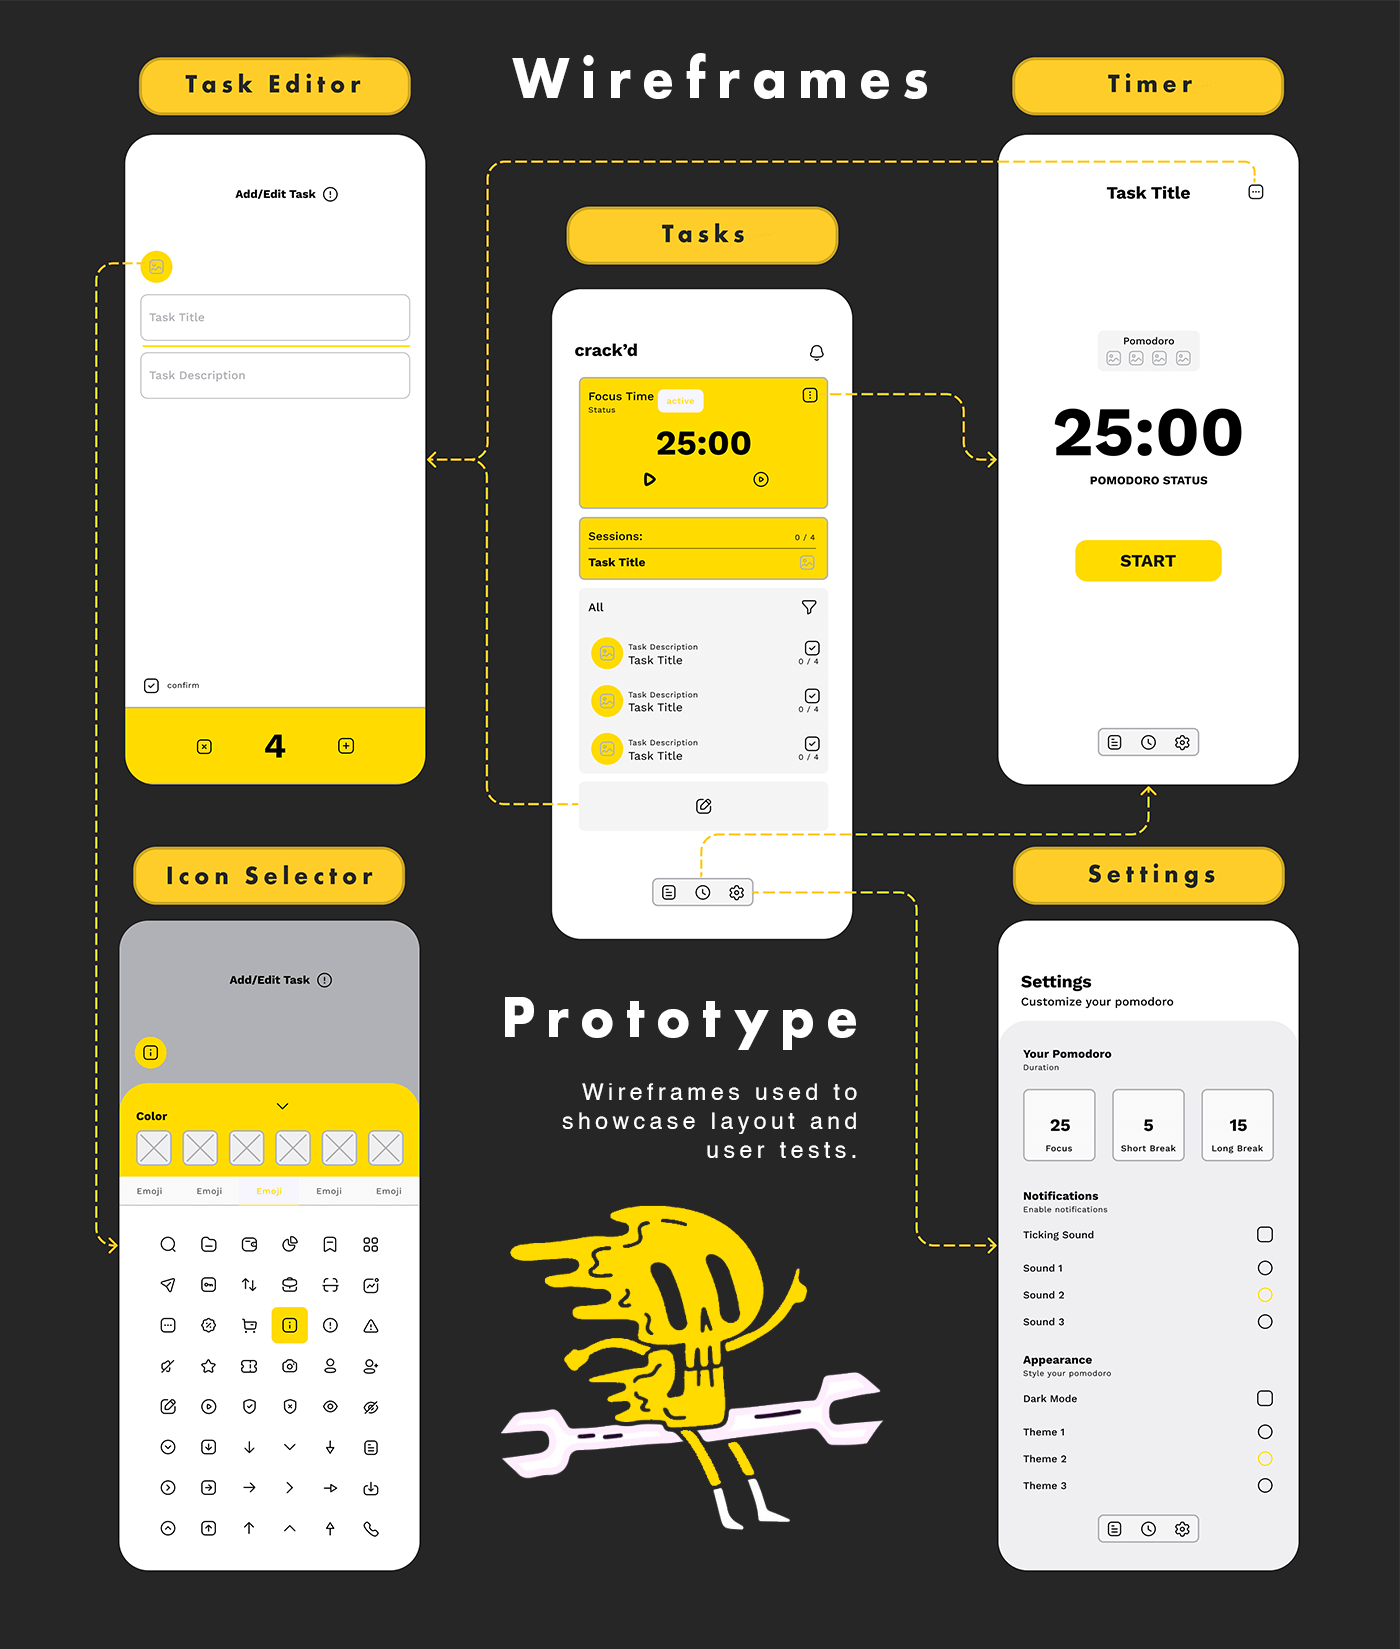 Wireframes
Task Editor
Add/Edit Task
Task Title
Task Description
confirm
4
Tasks
crack’d
Focus Time
active
Status
25:00
Sessions:
0 / 4
Task Title
All
Task Description
Task Title
0 / 4
Task Description
Task Title
0 / 4
Task Description
Task Title
0 / 4
Timer
Task Title
Pomodoro
25:00
POMODORO STATUS
START
Icon Selector
Add/Edit Task
Color
Emoji
Emoji
Emoji
Emoji
Emoji
Prototype
Wireframes used to
showcase layout and
user tests.
Settings
Settings
Customize your pomodoro
Your Pomodoro
Duration
25
Focus
5
Short Break
15
Long Break
Notifications
Enable notifications
Ticking Sound
Sound 1
Sound 2
Sound 3
Appearance
Style your pomodoro
Dark Mode
Theme 1
Theme 2
Theme 3